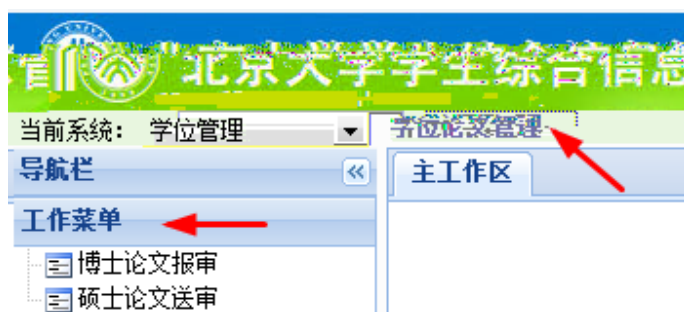 北京大学学生综合信息
当前系统: 学位管理 学位论文管理
导航栏 主工作区
工作菜单
博士论文报审
硕士论文送审